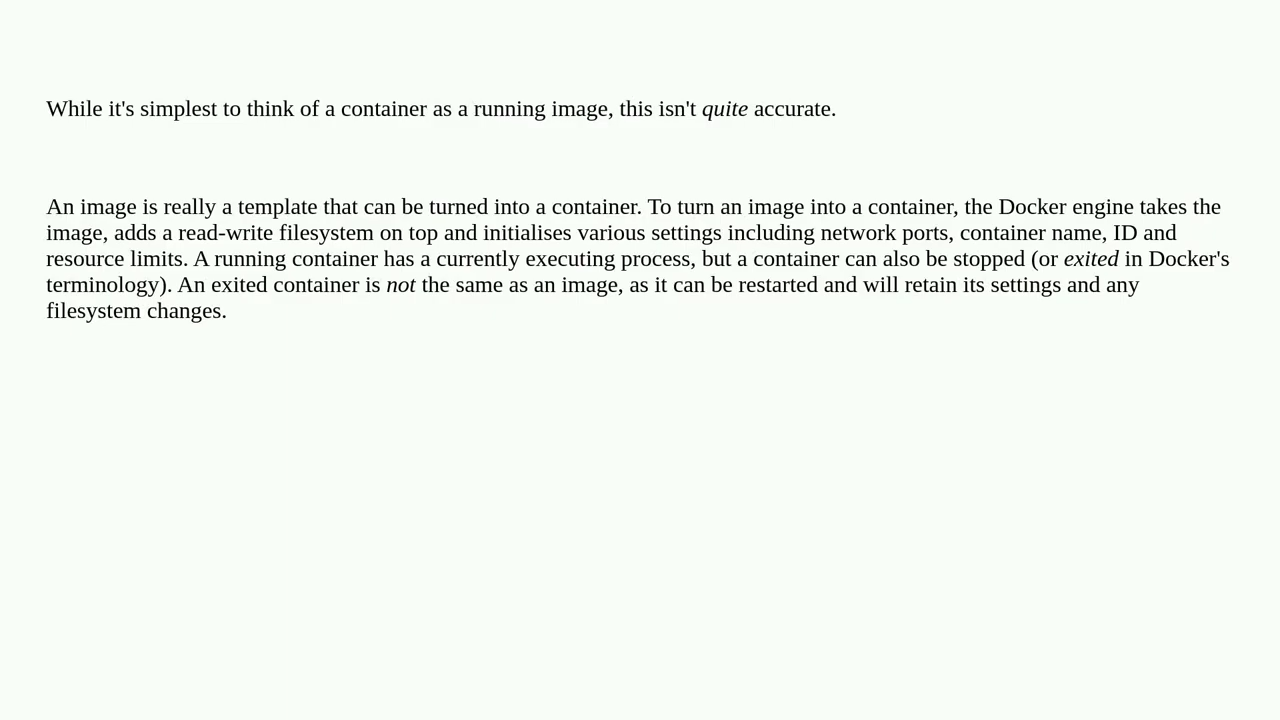 While it's simplest to think of a container as a running image, this isn't quite accurate.
An image is really a template that can be turned into a container. To turn an image into a container, the Docker engine takes the
image, adds a read-write filesystem on top and initialises various settings including network ports, container name, ID and
resource limits. A running container has a currently executing process, but a container can also be stopped (or exited in Docker's
terminology). An exited container is not the same as an image, as it can be restarted and will retain its settings and any
filesystem changes.